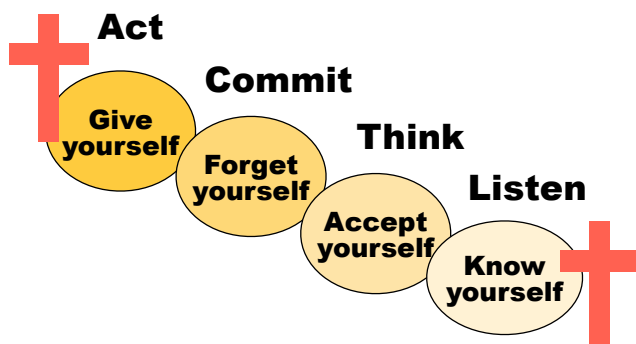 Act
Give
yourself
Commit
Forget
yourself
Think
Accept
yourself
Listen
Know
yourself